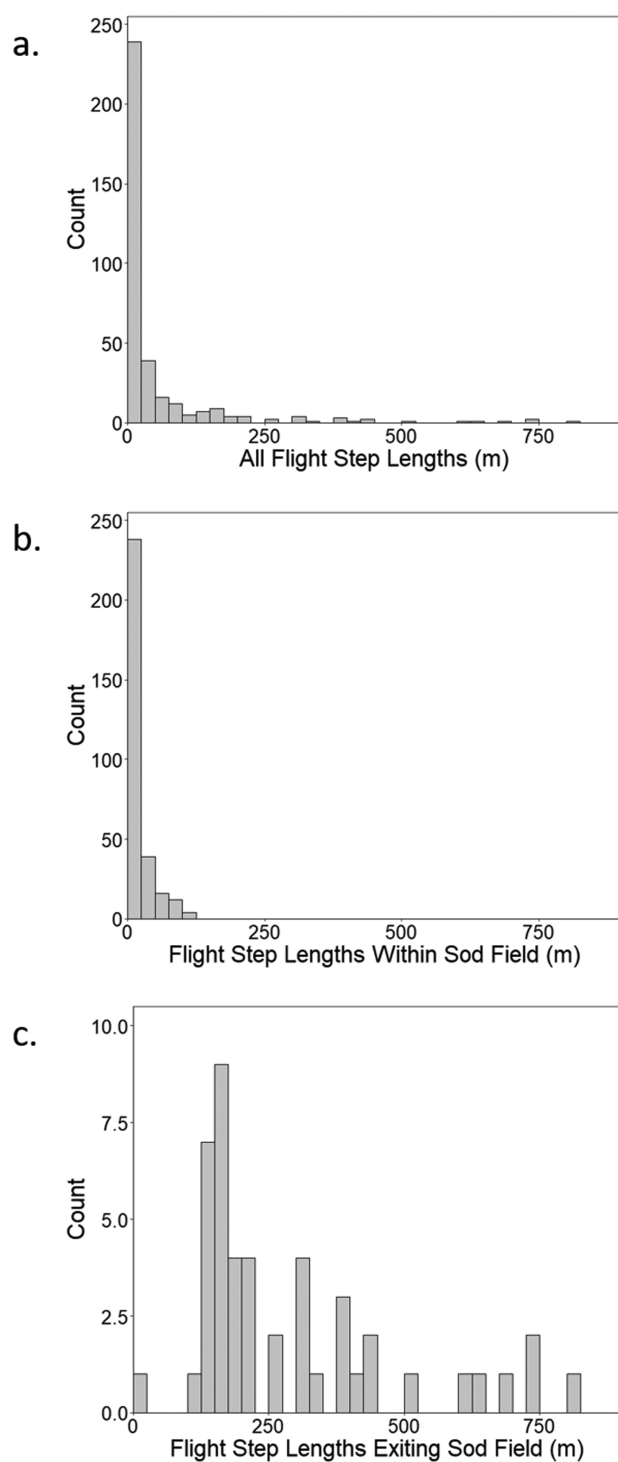 a.
250
200
150
100
50
0
Count
0 250 500 750
All Flight Step Lengths (m)
b.
250
200
150
100
50
0
Count
0 250 500 750
Flight Step Lengths Within Sod Field (m)
c.
10.0
7.5
5.0
2.5
0.0
Count
0 250 500 750
Flight Step Lengths Exiting Sod Field (m)